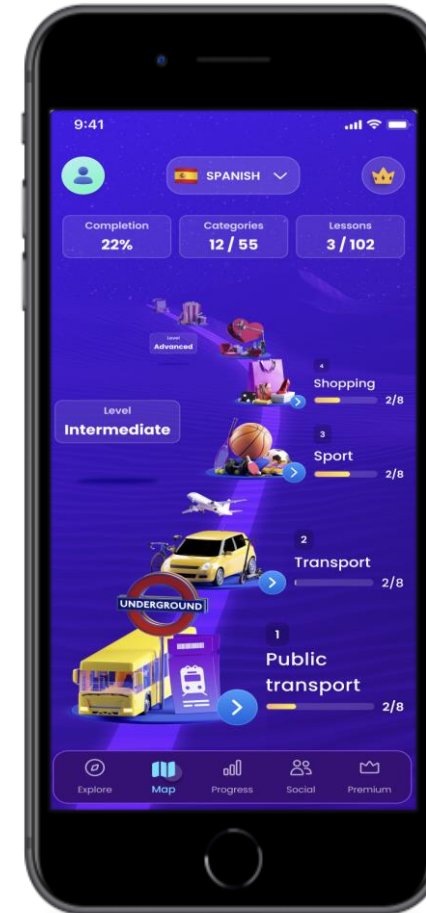 9:41
SPANISH
Completion
22%
Categories
12 / 55
Lessons
3 / 102
Level
Advanced
4
Shopping
2/8
Level
Intermediate
3
Sport
2/8
2
Transport
2/8
UNDERGROUND
1
Public
transport
2/8
Explore
Map
Progress
Social
Premium